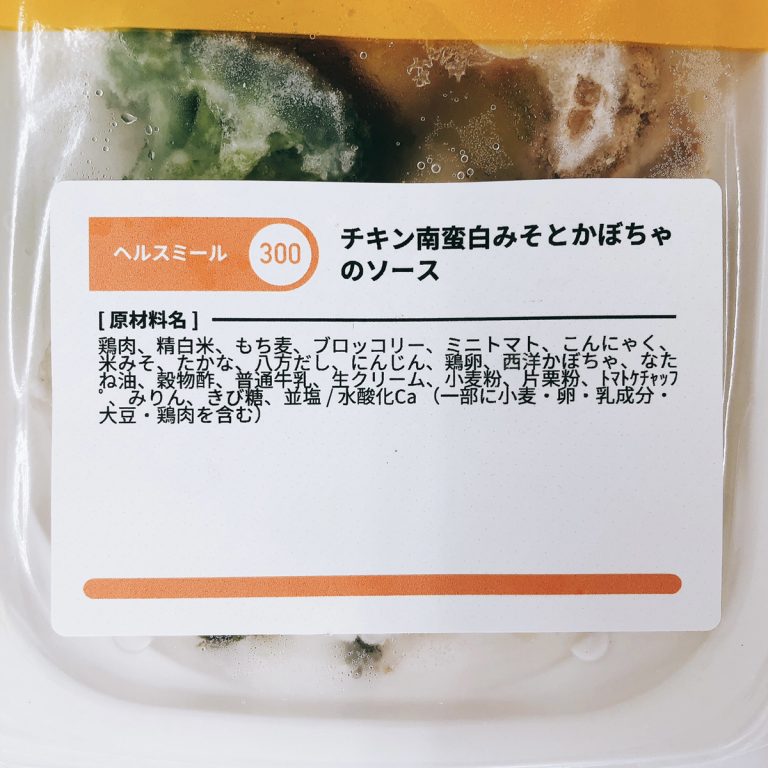 ヘルスミール 300
チキン南蛮白みそとかぼちゃ
のソース
[ 原材料名 ]
鶏肉、精白米、もち麦、ブロッコリー、ミニトマト、こんにゃく、
米みそ、たかな、八方だし、にんじん、鶏卵、西洋かぼちゃ、なた
ね油、穀物酢、普通牛乳、生クリーム、小麦粉、片栗粉、ﾄﾏﾄｹﾁｬｯﾌ
ﾟ、みりん、きび糖、並塩 / 水酸化Ca （一部に小麦・卵・乳成分・
大豆・鶏肉を含む）